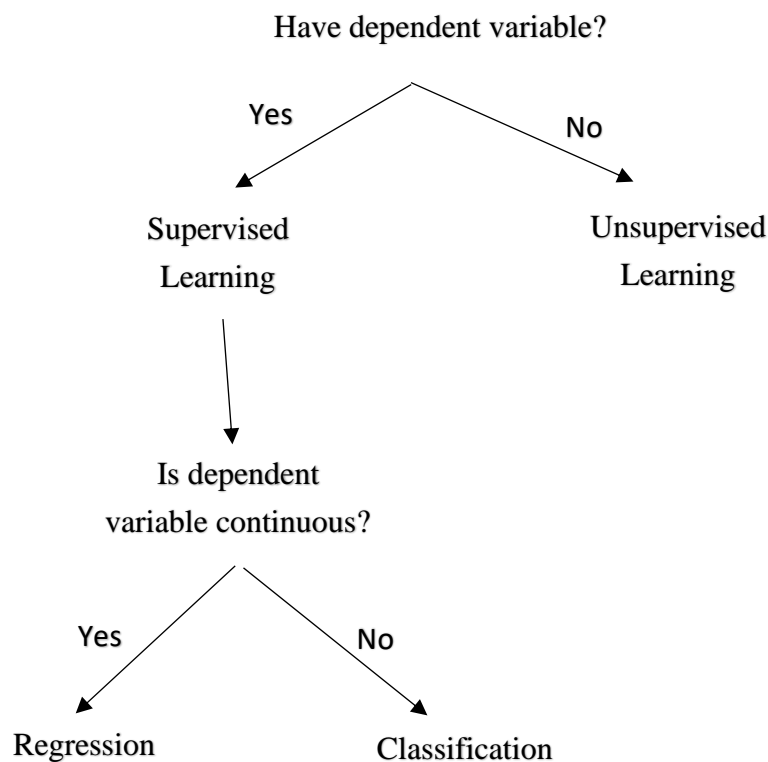 Have dependent variable?
Yes
No
Supervised
Learning
Unsupervised
Learning
Is dependent
variable continuous?
Yes
No
Regression
Classification